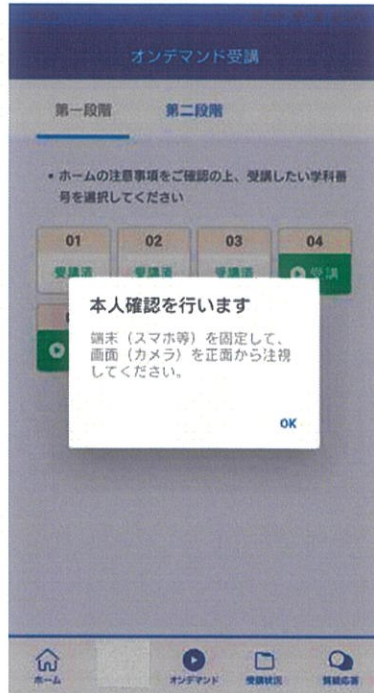 オンデマンド受講
第一段階
第二段階
• ホームの注意事項をご確認の上、受講したい学科番
号を選択してください
01
02
03
04
受講済
受講済
受講済
受講
本人確認を行います
端末（スマホ等）を固定して、
画面（カメラ）を正面から注視
してください。
OK
ホーム
オンデマンド
受講状況
質疑応答